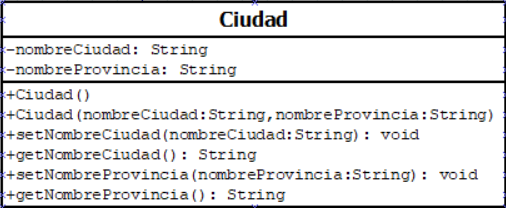 Ciudad
-nombreCiudad: String
-nombreProvincia: String
+Ciudad()
+Ciudad(nombreCiudad:String,nombreProvincia:String)
+setNombreCiudad(nombreCiudad:String): void
+getNombreCiudad(): String
+setNombreProvincia(nombreProvincia:String): void
+getNombreProvincia(): String